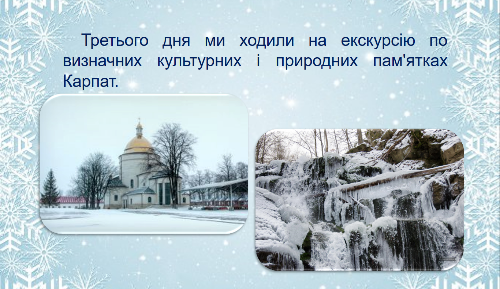 Третього дня ми ходили на екскурсію по
визначних культурних і природних пам'ятках
Карпат.